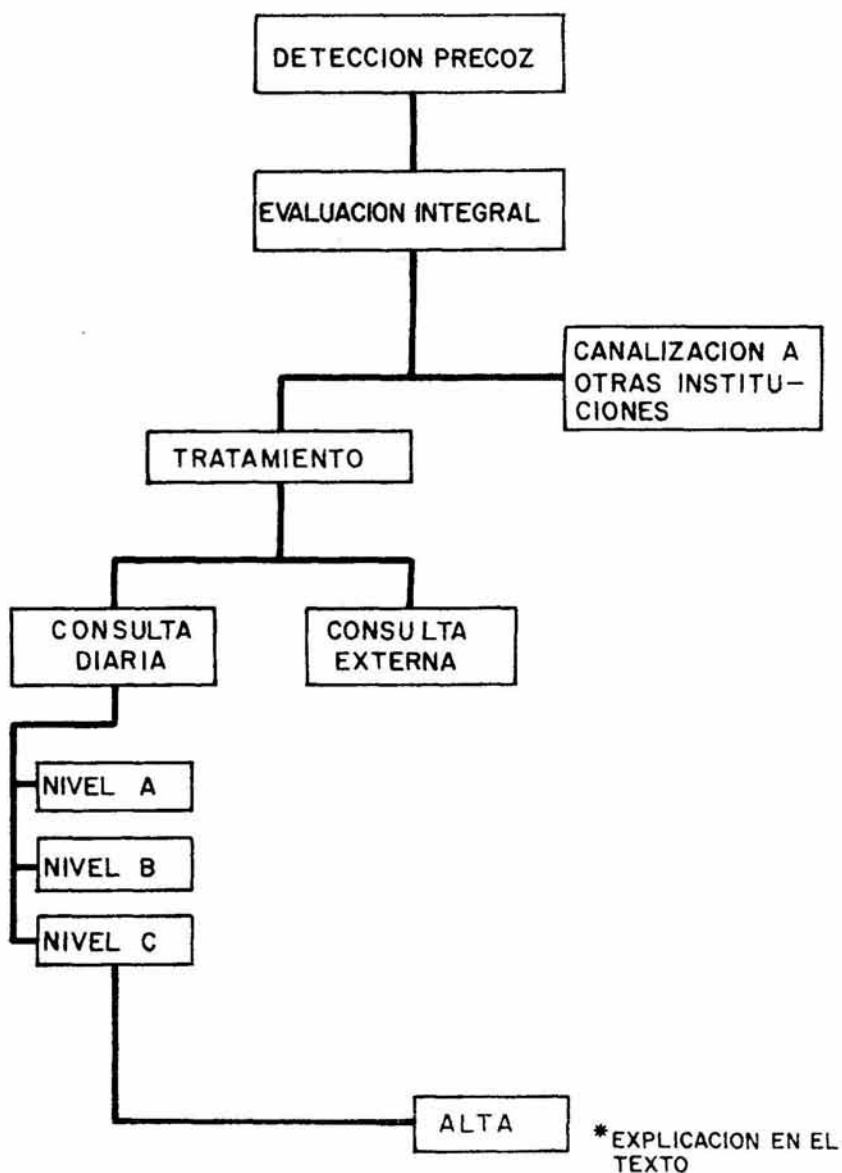 DETECCION PRECOZ
EVALUACION INTEGRAL
CANALIZACION A
OTRAS INSTITU-
CIONES
TRATAMIENTO
CONSULTA
DIARIA
CONSULTA
EXTERNA
NIVEL A
NIVEL B
NIVEL C
ALTA
*EXPLICACION EN EL
TEXTO